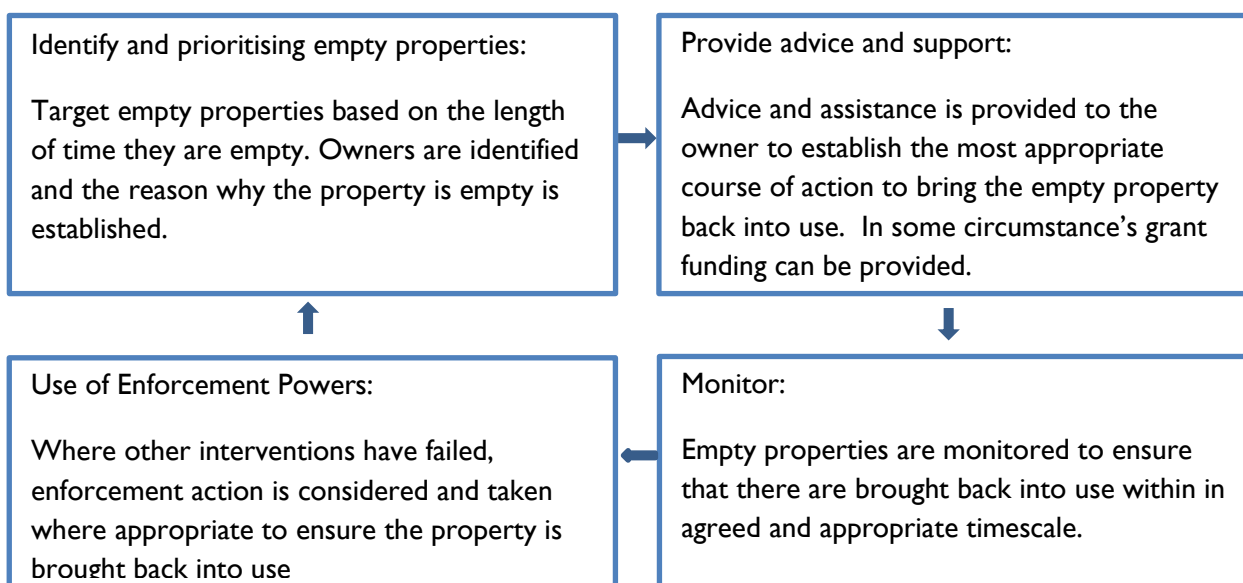 Identify and prioritising empty properties:
Target empty properties based on the length
of time they are empty. Owners are identified
and the reason why the property is empty is
established.
Provide advice and support:
Advice and assistance is provided to the
owner to establish the most appropriate
course of action to bring the empty property
back into use.  In some circumstance’s grant
funding can be provided.
Monitor:
Empty properties are monitored to ensure
that there are brought back into use within in
agreed and appropriate timescale.
Use of Enforcement Powers:
Where other interventions have failed,
enforcement action is considered and taken
where appropriate to ensure the property is
brought back into use